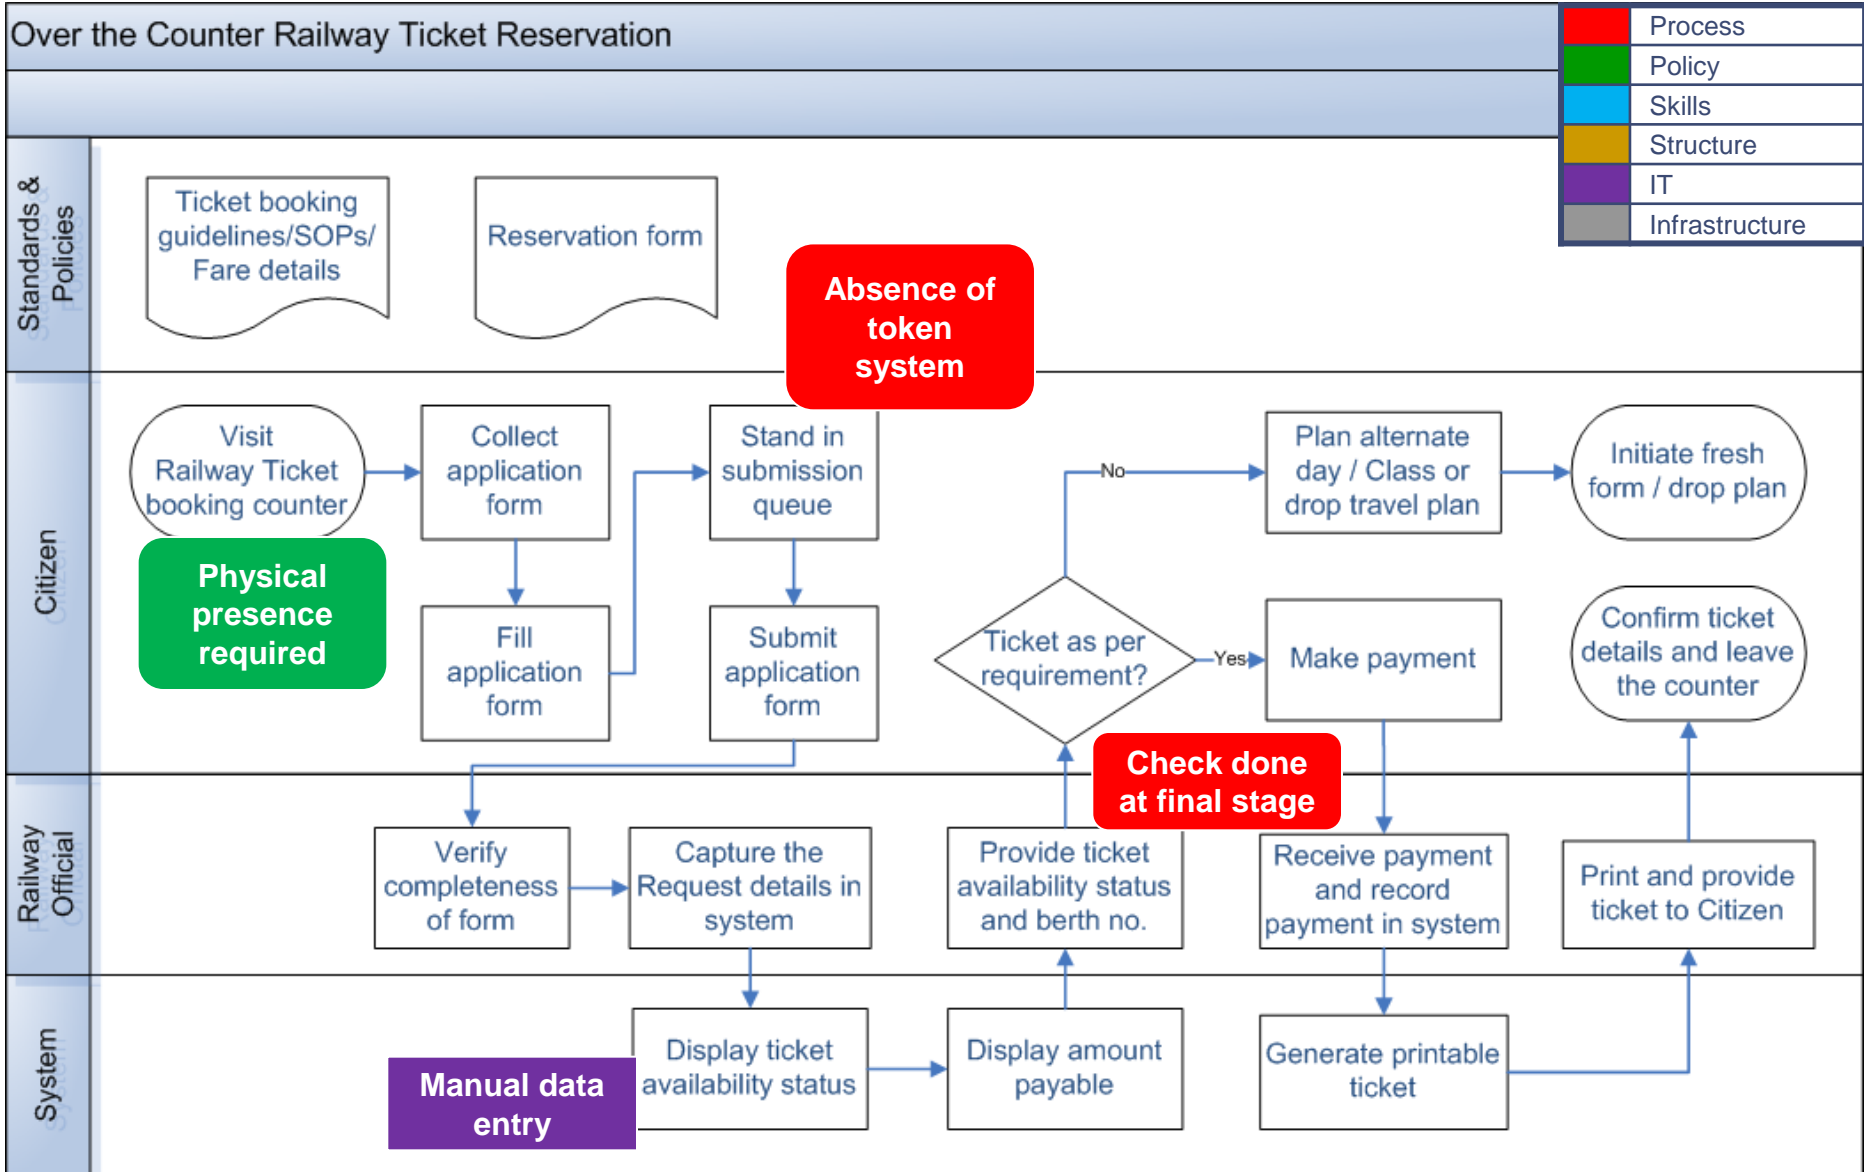 Over the Counter Railway Ticket Reservation
Process
Policy
Skills
Structure
IT
Infrastructure
Standards &
Policies
Ticket booking
guidelines/SOPs/
Fare details
Reservation form
Absence of
token
system
Citizen
Visit
Railway Ticket
booking counter
Physical
presence
required
Collect
application
form
Fill
application
form
Stand in
submission
queue
Submit
application
form
Ticket as per
requirement?
No
Yes
Plan alternate
day / Class or
drop travel plan
Initiate fresh
form / drop plan
Make payment
Confirm ticket
details and leave
the counter
Check done
at final stage
Railway
Official
Verify
completeness
of form
Capture the
Request details in
system
Provide ticket
availability status
and berth no.
Receive payment
and record
payment in system
Print and provide
ticket to Citizen
System
Manual data
entry
Display ticket
availability status
Display amount
payable
Generate printable
ticket